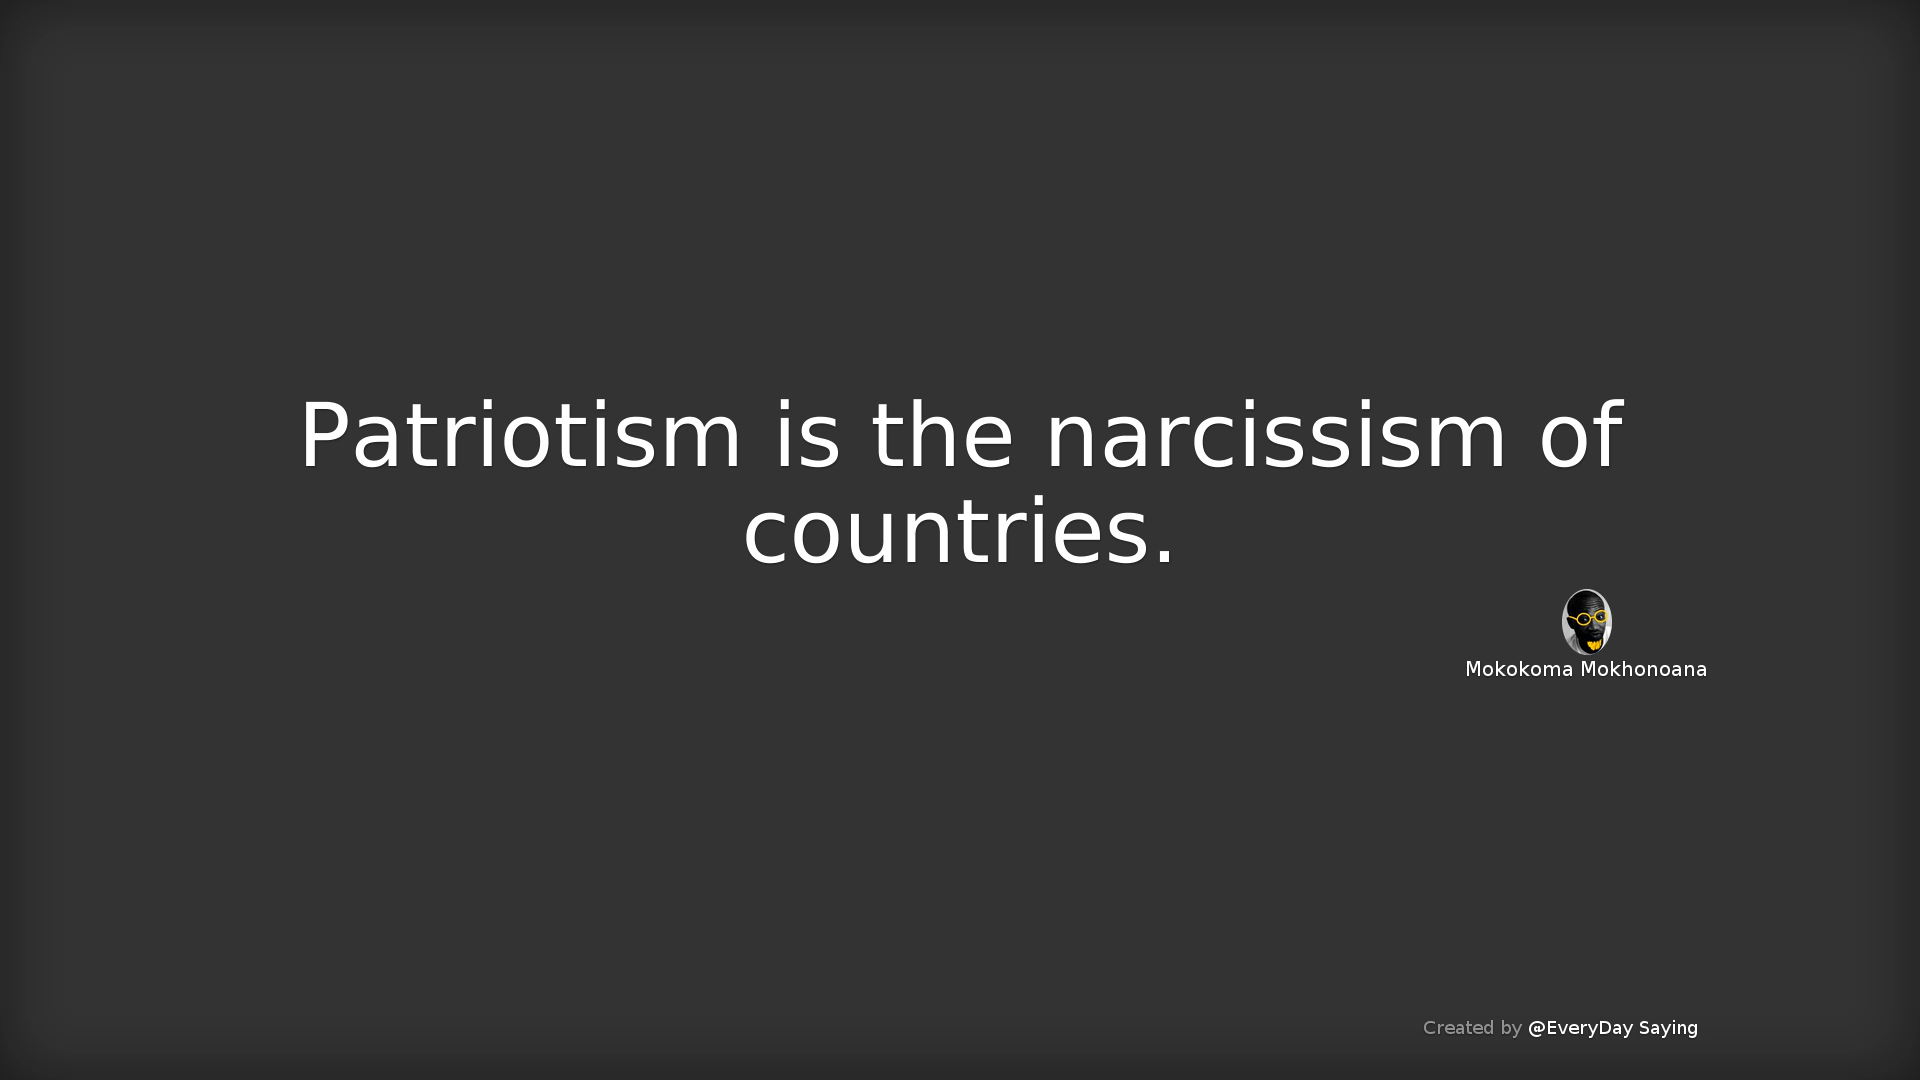 Patriotism is the narcissism of
countries.
Mokokoma Mokhonoana
Created by @EveryDay Saying